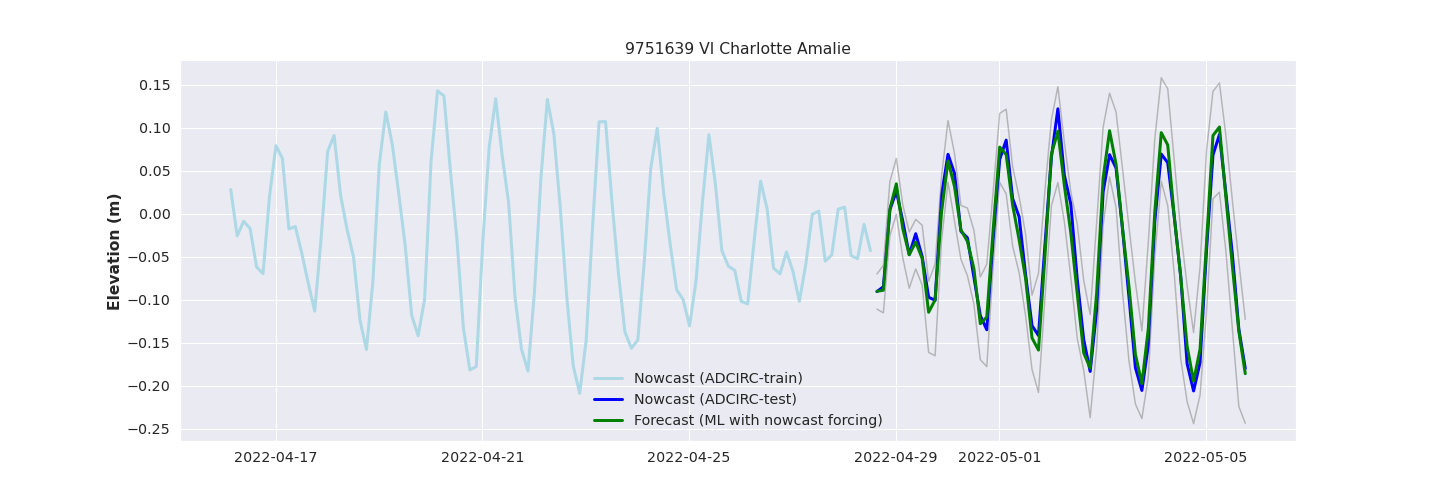 9751639 VI Charlotte Amalie
Elevation (m)
0.15
0.10
0.05
0.00
−0.05
−0.10
−0.15
−0.20
−0.25
Nowcast (ADCIRC-train)
Nowcast (ADCIRC-test)
Forecast (ML with nowcast forcing)
2022-04-17 2022-04-21 2022-04-25 2022-04-29 2022-05-01 2022-05-05